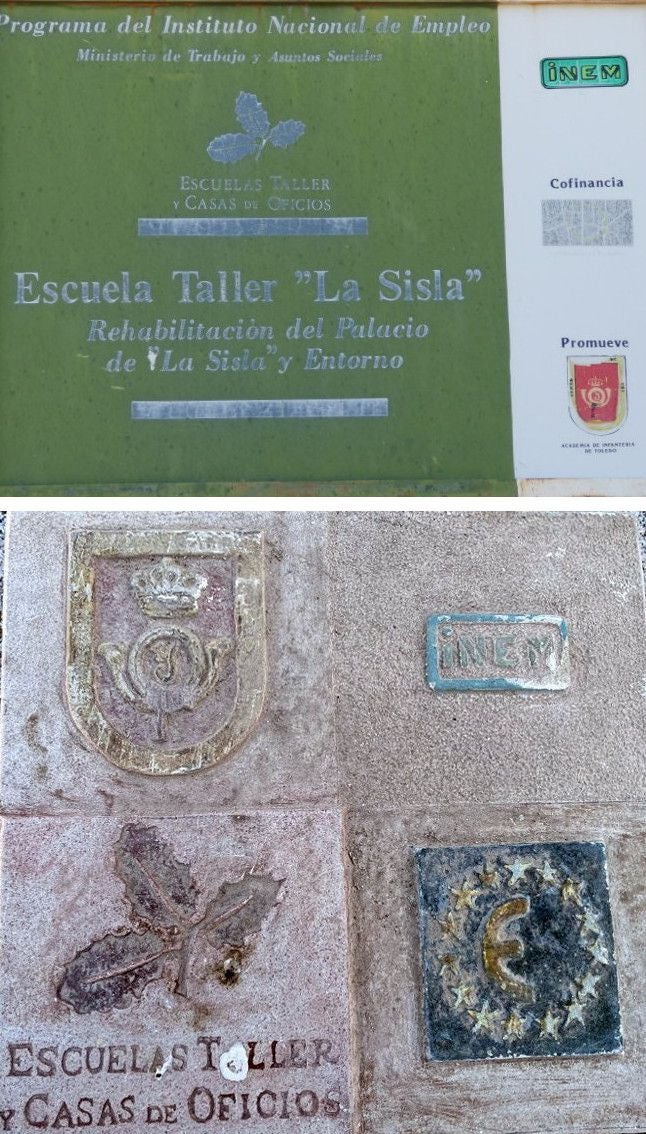 Programa del Instituto Nacional de Empleo
Ministerio de Trabajo y Asuntos Sociales
ESCUELAS TALLER
Y CASAS DE OFICIOS
Escuela Taller "La Sisla"
Rehabilitación del Palacio
de "La Sisla" y Entorno
iNEM
Cofinancia
Promueve
ACADEMIA DE INFANTERIA
DE TOLEDO
iNEM
ESCUELAS TALLER
Y CASAS DE OFICIOS
E